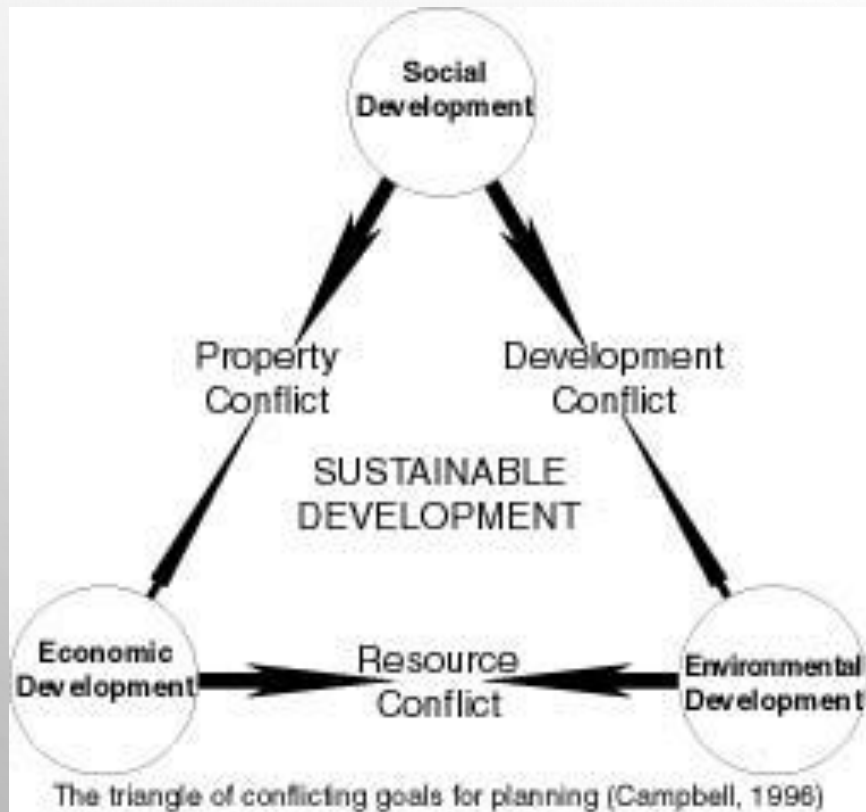 Social
Development
Property
Conflict
Development
Conflict
SUSTAINABLE
DEVELOPMENT
Economic
Development
Resource
Conflict
Environmental
Development
The triangle of conflicting goals for planning (Campbell, 1996)